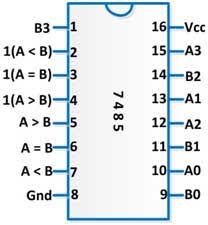 B3 1 16 Vcc
1(A < B) 2 15 A3
1(A = B) 3 14 B2
1(A > B) 4 13 A1
A > B 5 12 A2
A = B 6 11 B1
A < B 7 10 A0
Gnd 8 9 B0
7485